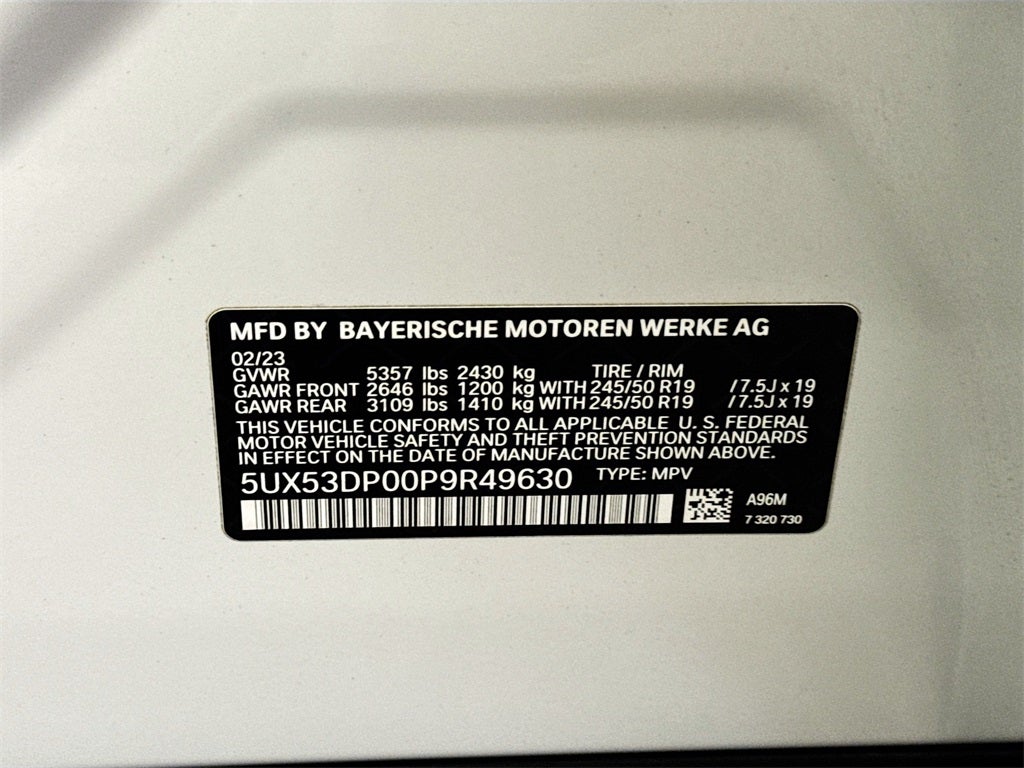 MFD BY BAYERISCHE MOTOREN WERKE AG
02/23
GVWR 5357 lbs 2430 kg TIRE / RIM
GAWR FRONT 2646 lbs 1200 kg WITH 245/50 R19 / 7.5J x 19
GAWR REAR 3109 lbs 1410 kg WITH 245/50 R19 / 7.5J x 19
THIS VEHICLE CONFORMS TO ALL APPLICABLE U. S. FEDERAL
MOTOR VEHICLE SAFETY AND THEFT PREVENTION STANDARDS
IN EFFECT ON THE DATE OF MANUFACTURE SHOWN ABOVE.
5UX53DP00P9R49630 TYPE: MPV
A96M
7 320 730